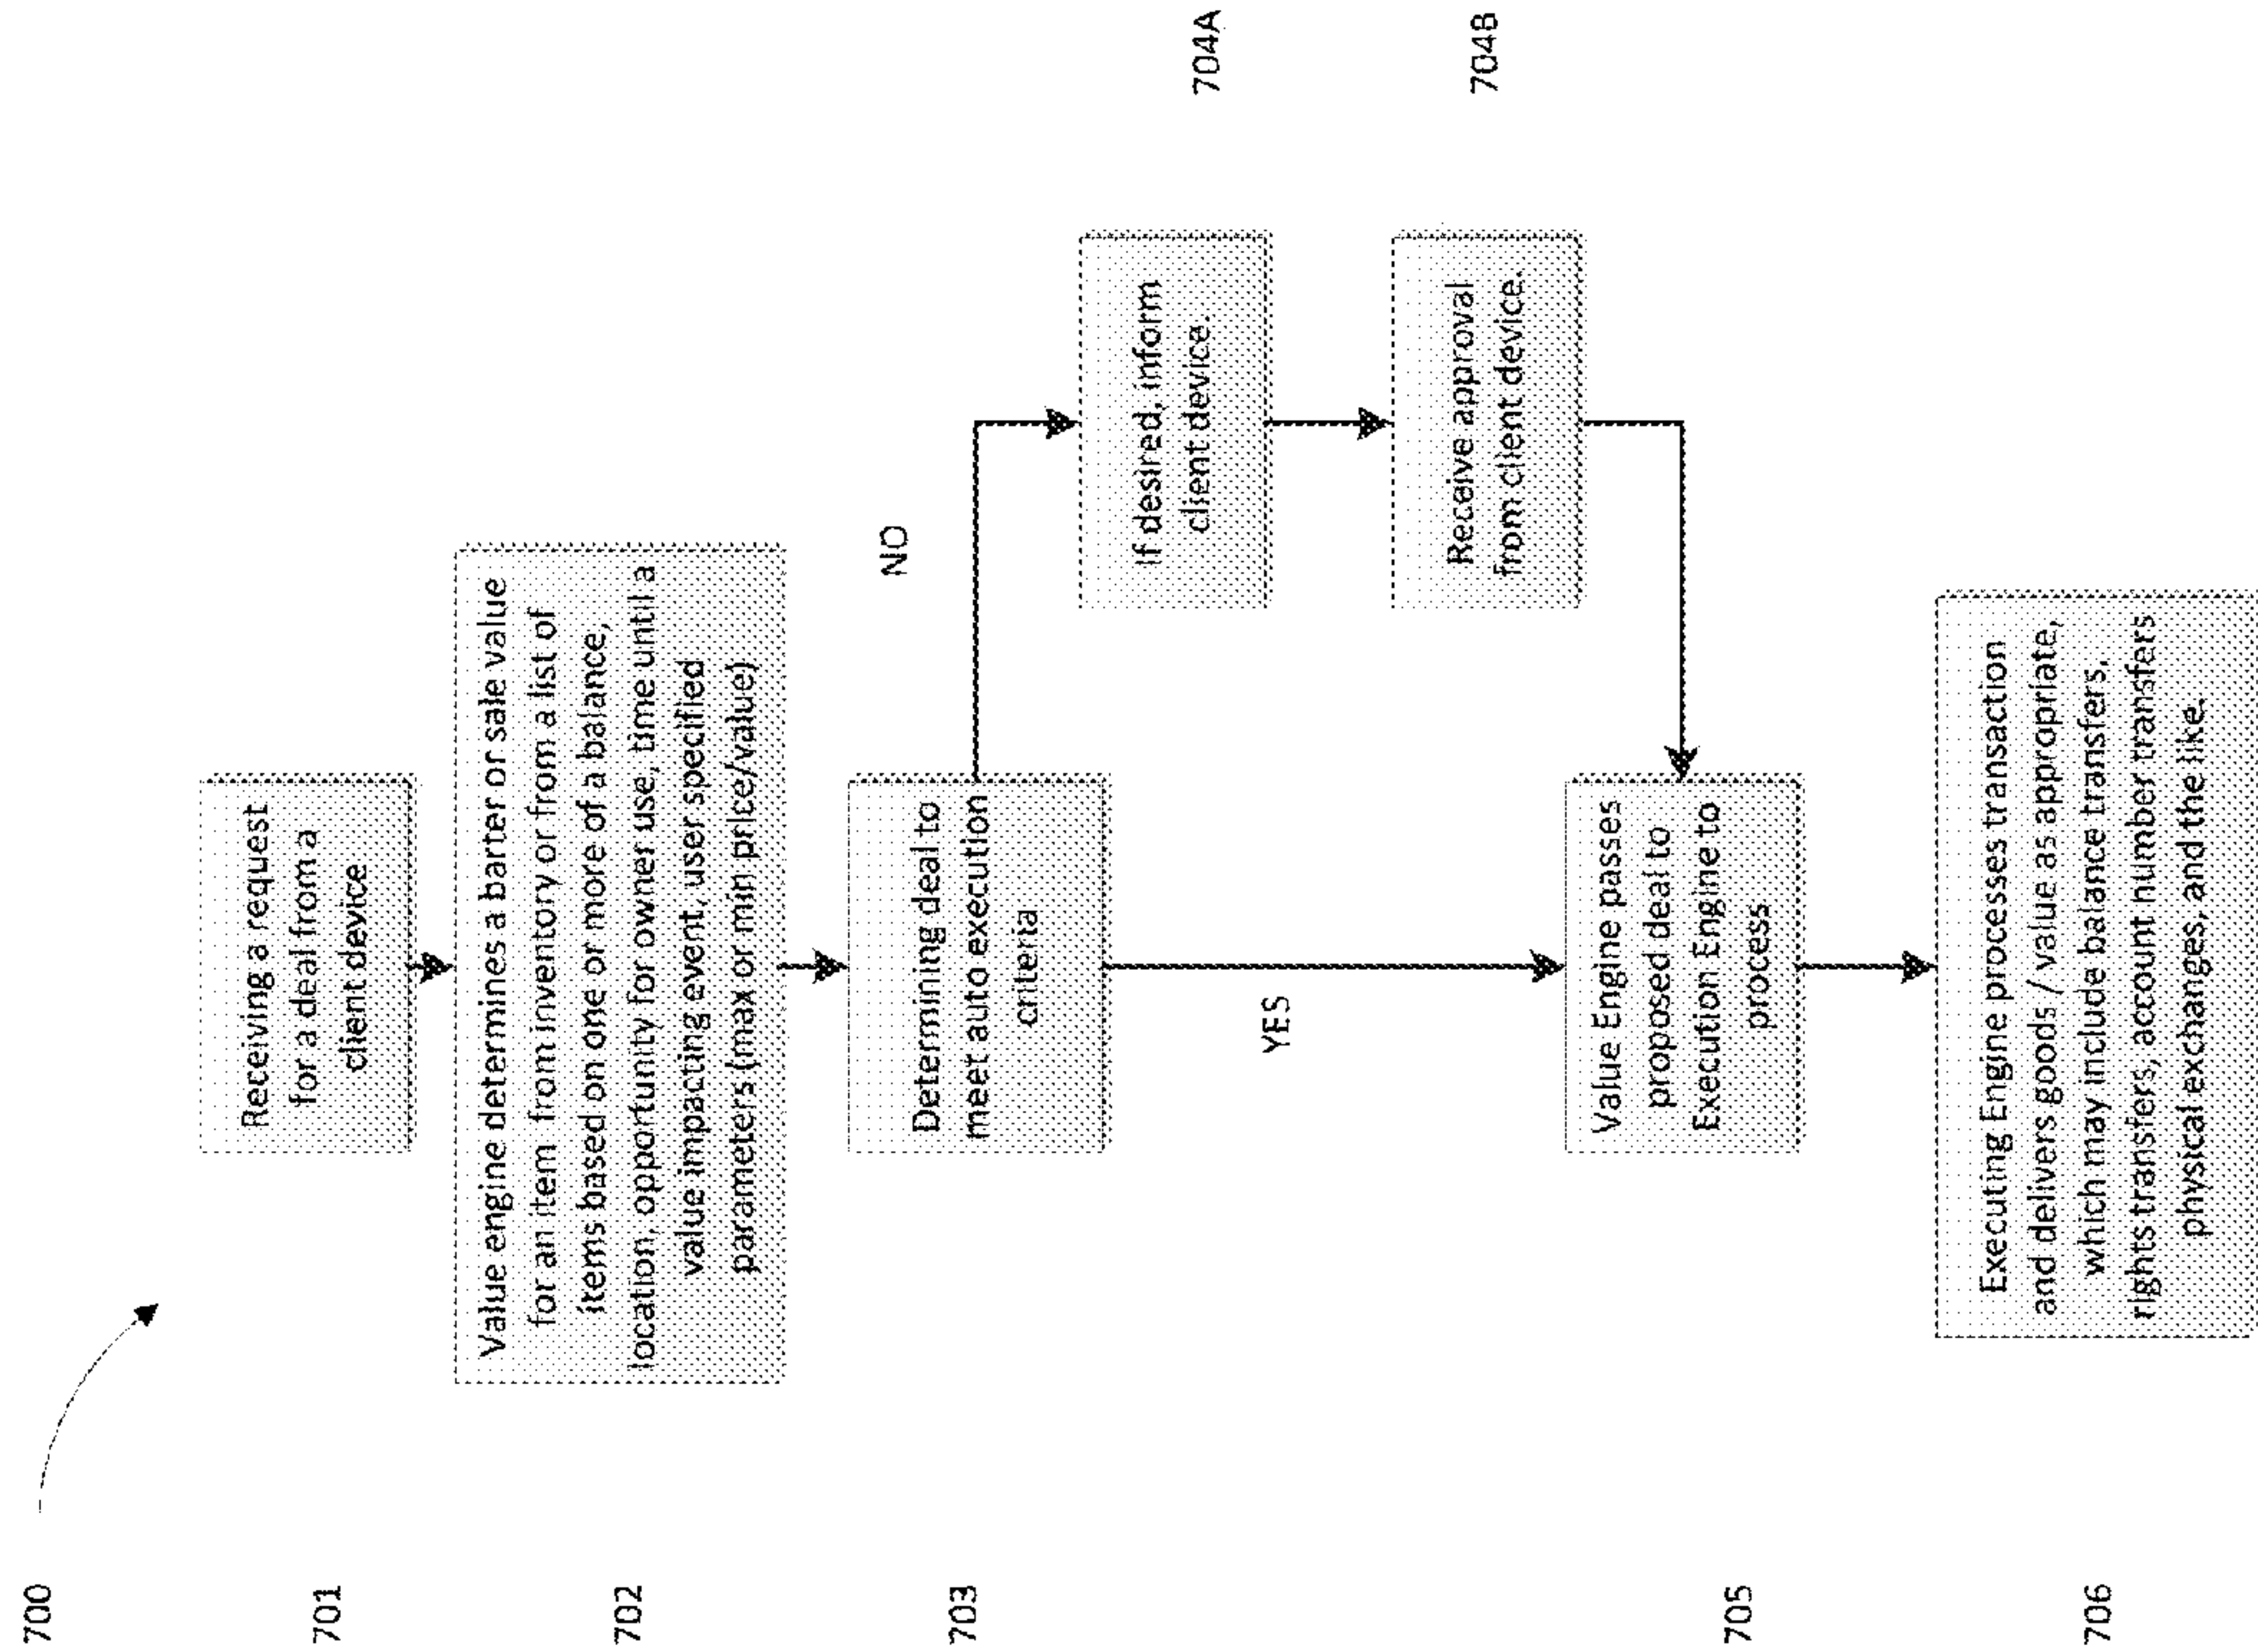 700
701
Receiving a request
for a deal from a
client device
702
Value engine determines a barter or sale value
for an item from inventory or from a list of
items based on one or more of a balance,
location, opportunity for owner use, time until a
value impacting event, user specified
parameters (max or min price/value)
703
Determining deal to
meet auto execution
criteria
NO
YES
If desired, inform
client device.
704A
Receive approval
from client device.
704B
705
Value Engine passes
proposed deal to
Execution Engine to
process
706
Executing Engine processes transaction
and delivers goods / value as appropriate,
which may include balance transfers,
rights transfers, account number transfers
physical exchanges, and the like.